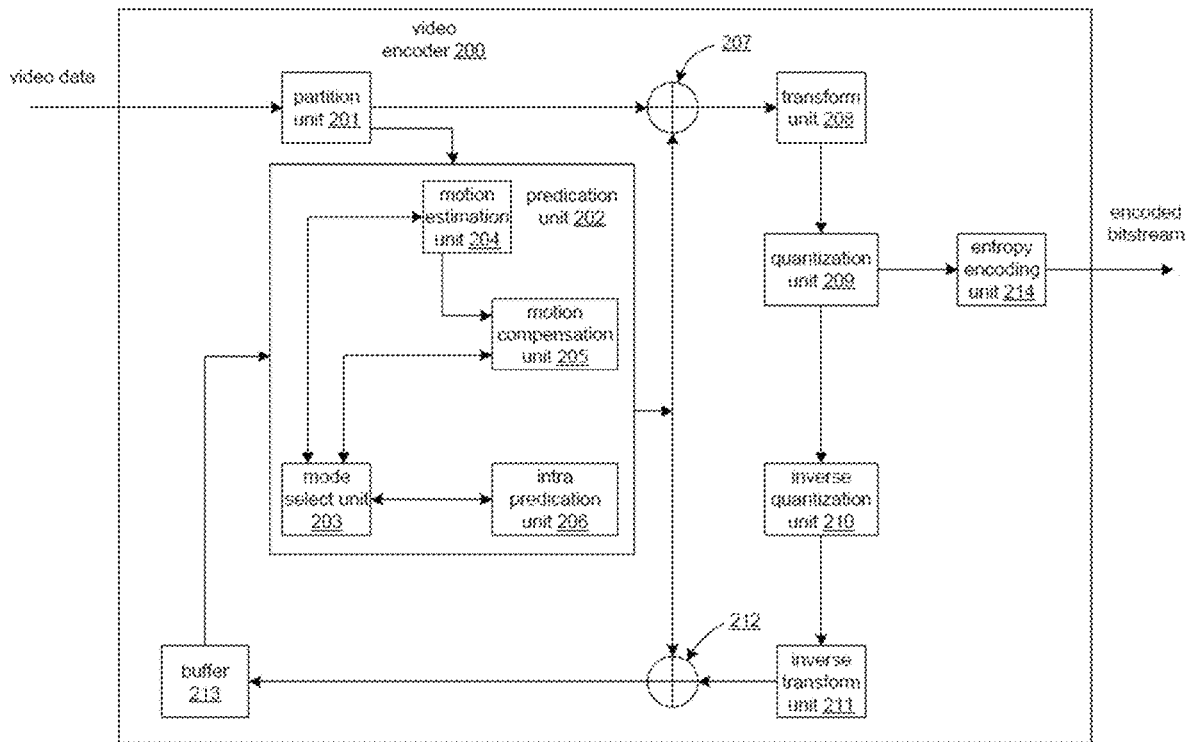 video
encoder 200
207
video data
partition
unit 201
transform
unit 208
motion
estimation
unit 204
predication
unit 202
encoded
bitstream
quantization
unit 209
entropy
encoding
unit 214
motion
compensation
unit 205
mode
select unit
203
intra
predication
unit 206
inverse
quantization
unit 210
212
buffer
213
inverse
transform
unit 211